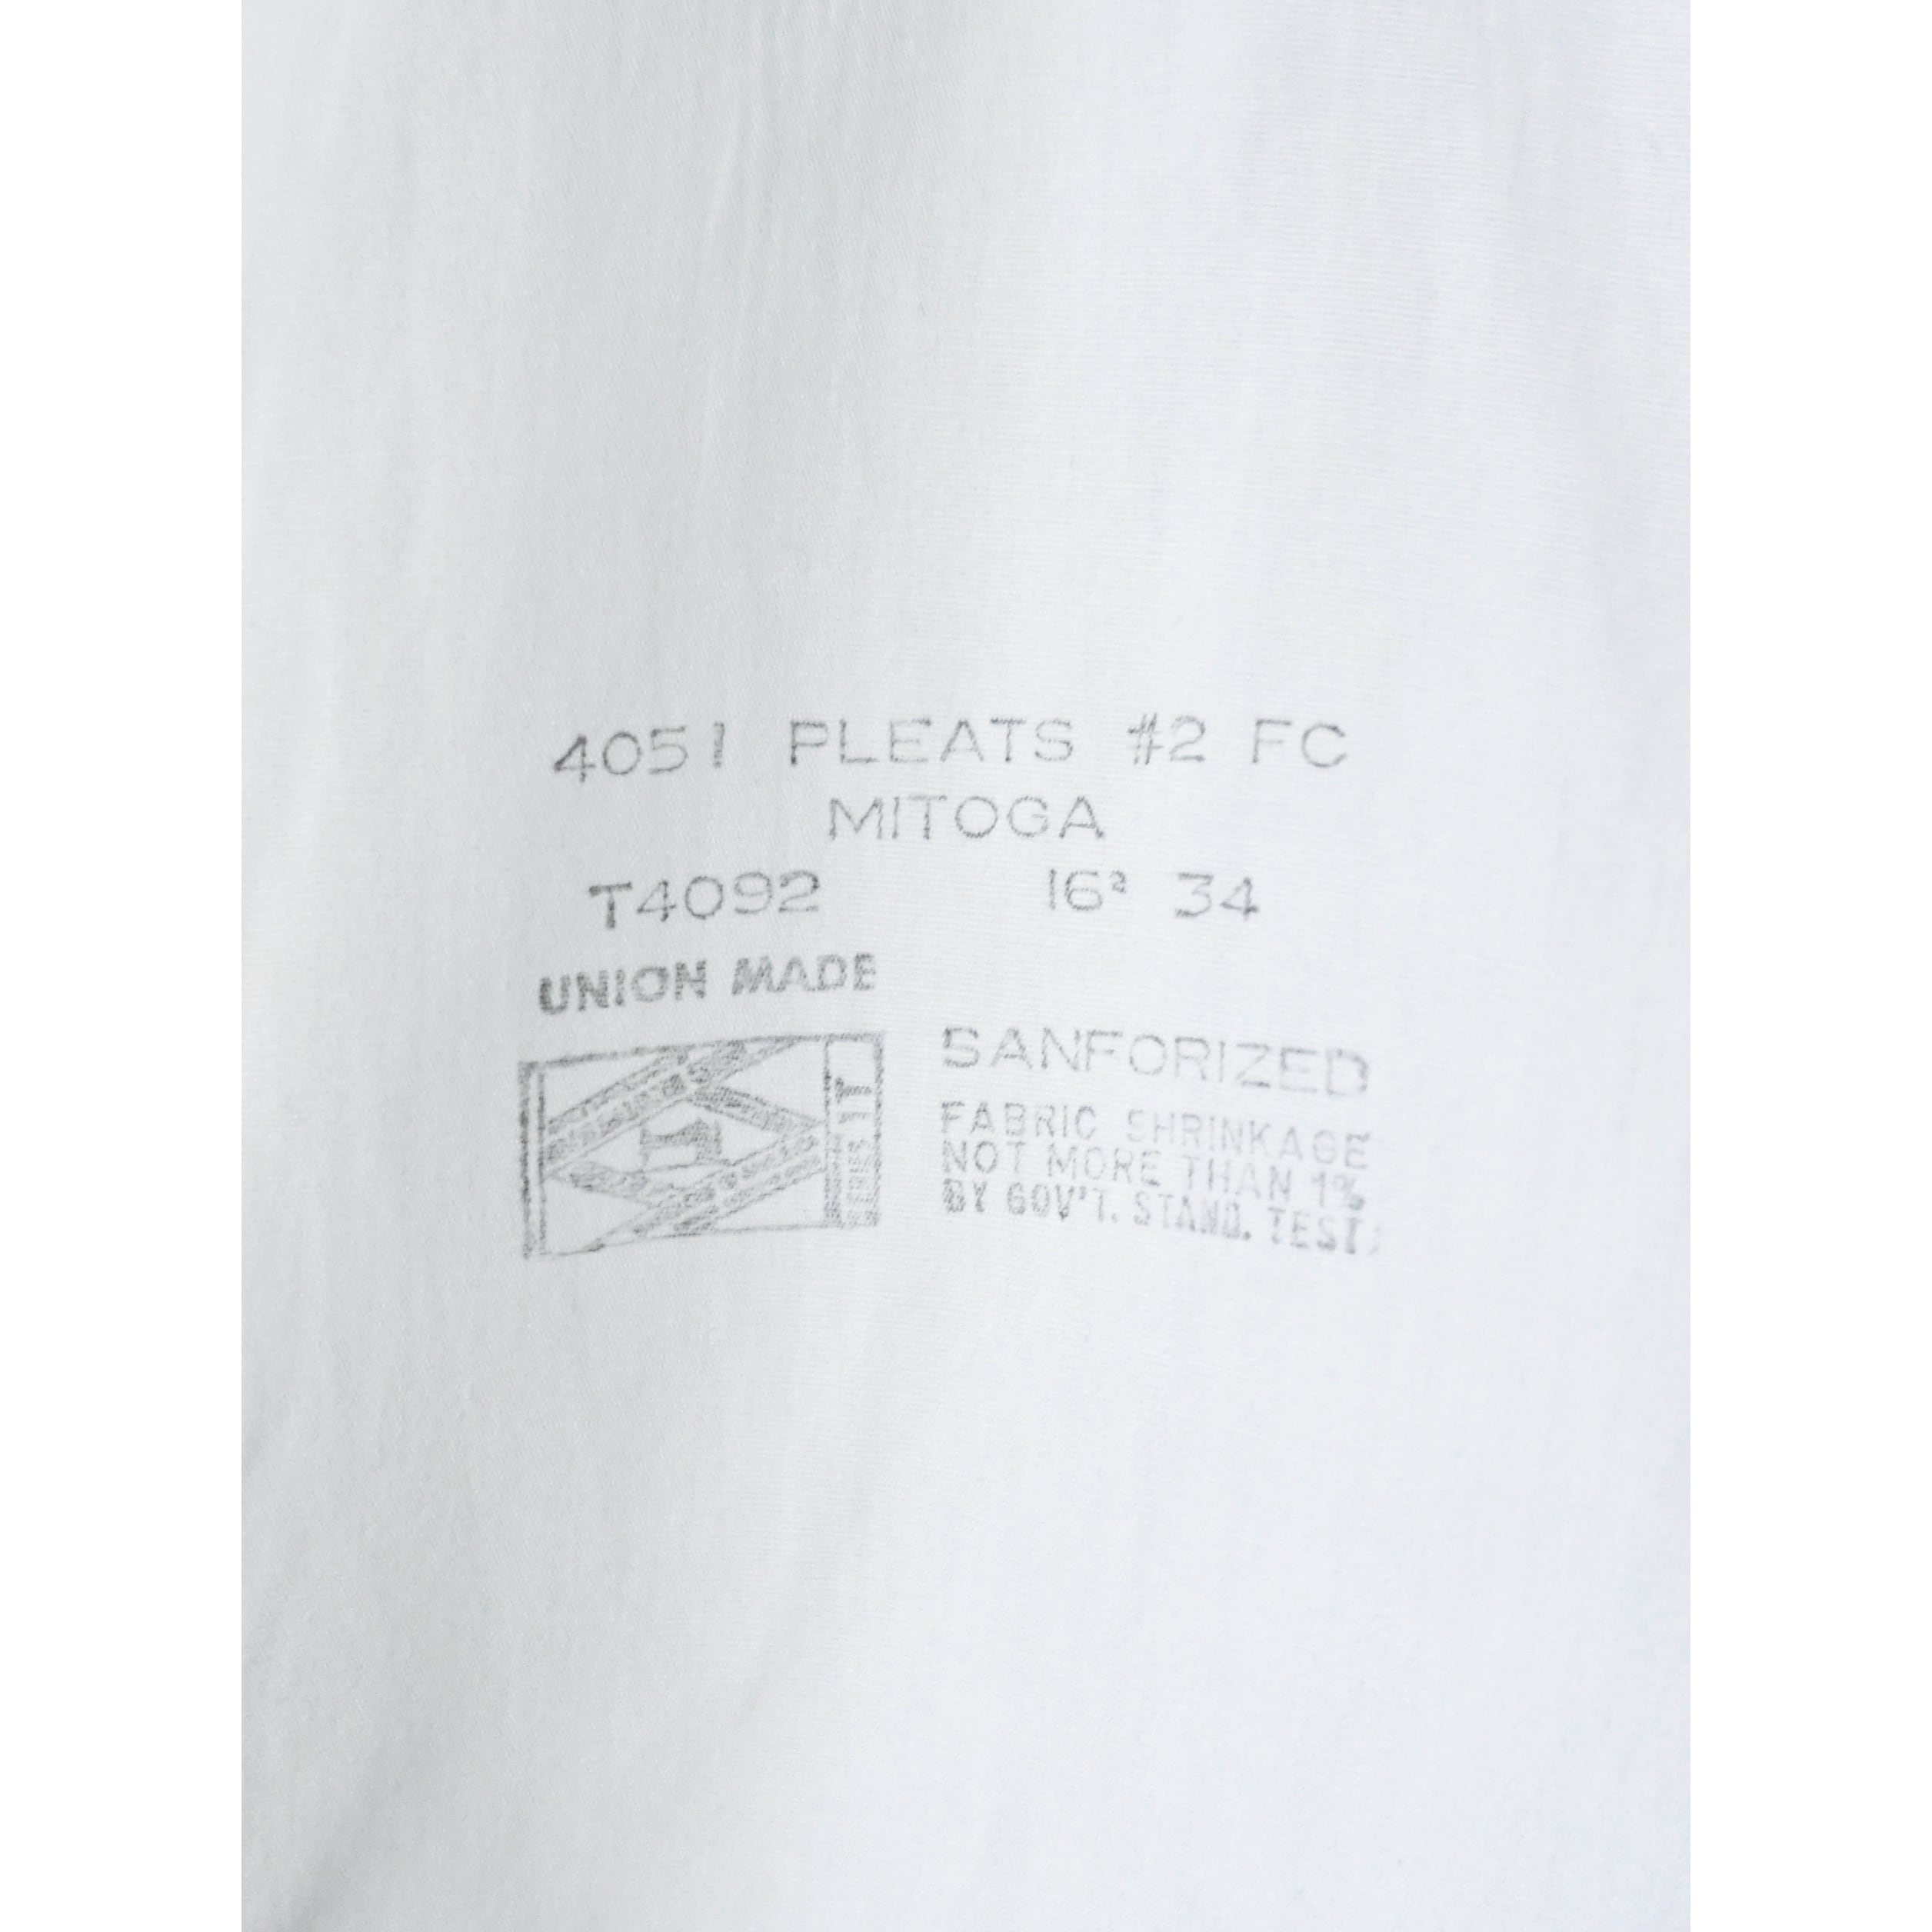 4051 PLEATS #2 FC
MITOGA
T4092 16² 34
UNION MADE
SANFORIZED
FABRIC SHRINKAGE
NOT MORE THAN 1%
BY GOV'T. STAND. TEST